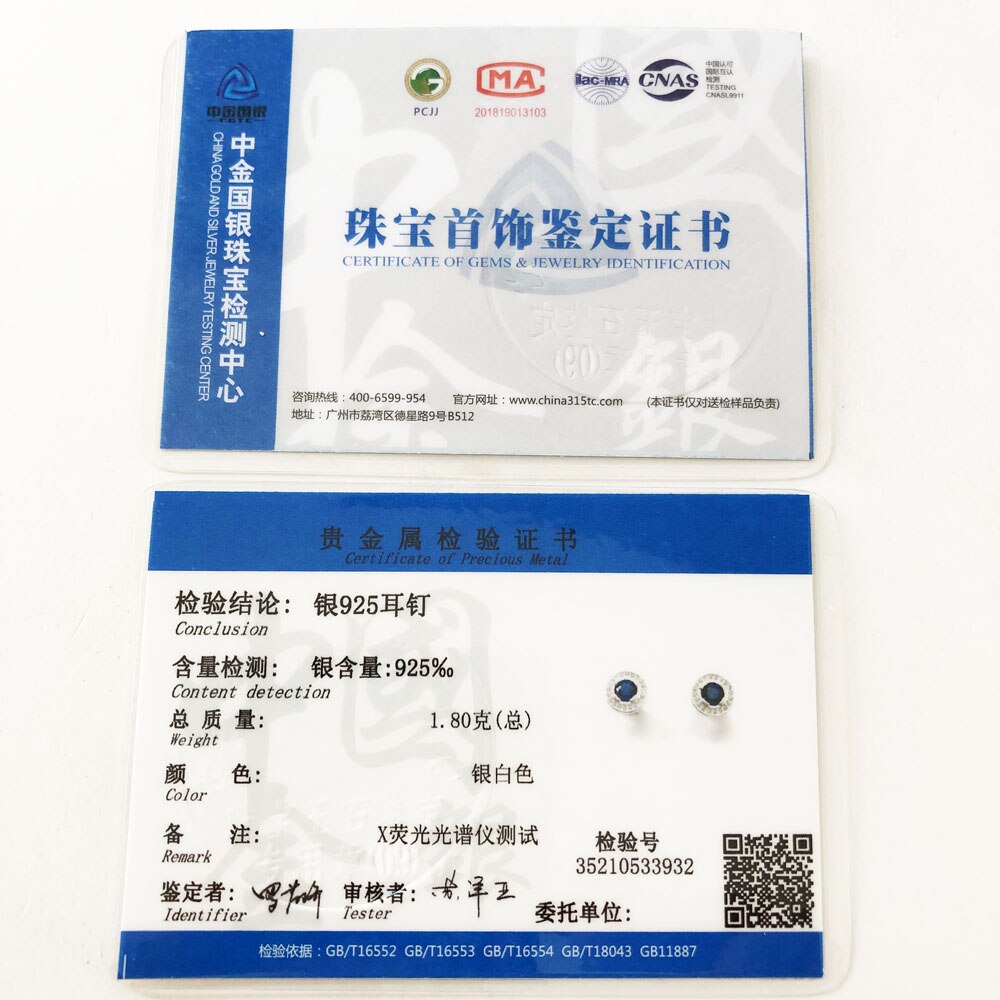 中金国银
CGTC
中金国银珠宝检测中心
CHINA GOLD AND SILVER JEWELRY TESTING CENTER
PCJJ
MA
201819013103
ilac-MRA
CNAS
中国认可
国际互认
检测
TESTING
CNASL9911
珠宝首饰鉴定证书
CERTIFICATE OF GEMS & JEWELRY IDENTIFICATION
咨询热线：400-6599-954 官方网址：www.china315tc.com (本证书仅对送检样品负责)
地址：广州市荔湾区德星路9号B512
贵金属检验证书
Certificate of Precious Metal
检验结论: 银925耳钉
Conclusion
含量检测: 银含量:925‰
Content detection
总质量: 1.80克(总)
Weight
颜 色: 银白色
Color
备 注: X荧光光谱仪测试
Remark
检验号
35210533932
鉴定者: 审核者:
Identifier Tester
委托单位:
检验依据：GB/T16552 GB/T16553 GB/T16554 GB/T18043 GB11887